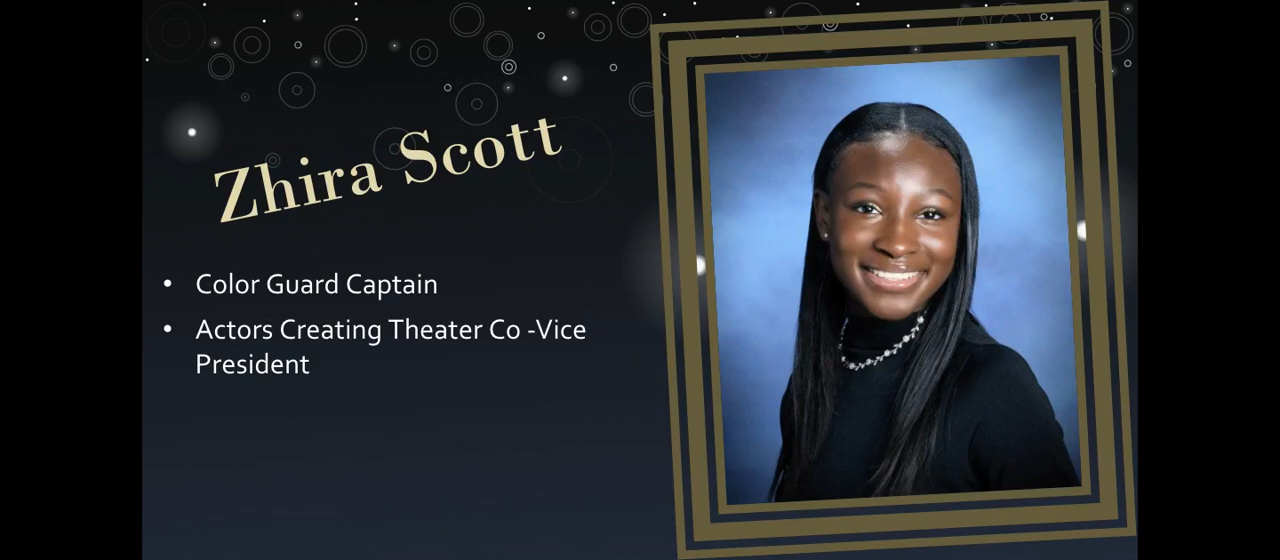 Zhira Scott
• Color Guard Captain
• Actors Creating Theater Co -Vice
President